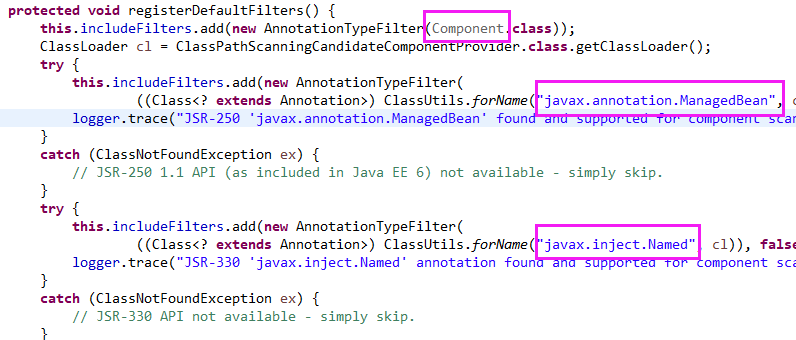 protected void registerDefaultFilters() {
this.includeFilters.add(new AnnotationTypeFilter(Component.class));
ClassLoader cl = ClassPathScanningCandidateComponentProvider.class.getClassLoader();
try {
this.includeFilters.add(new AnnotationTypeFilter(
((Class<? extends Annotation>) ClassUtils.forName("javax.annotation.ManagedBean",
logger.trace("JSR-250 'javax.annotation.ManagedBean' found and supported for component scan
}
catch (ClassNotFoundException ex) {
// JSR-250 1.1 API (as included in Java EE 6) not available - simply skip.
}
try {
this.includeFilters.add(new AnnotationTypeFilter(
((Class<? extends Annotation>) ClassUtils.forName("javax.inject.Named", cl)), false
logger.trace("JSR-330 'javax.inject.Named' annotation found and supported for component sca
}
catch (ClassNotFoundException ex) {
// JSR-330 API not available - simply skip.
}